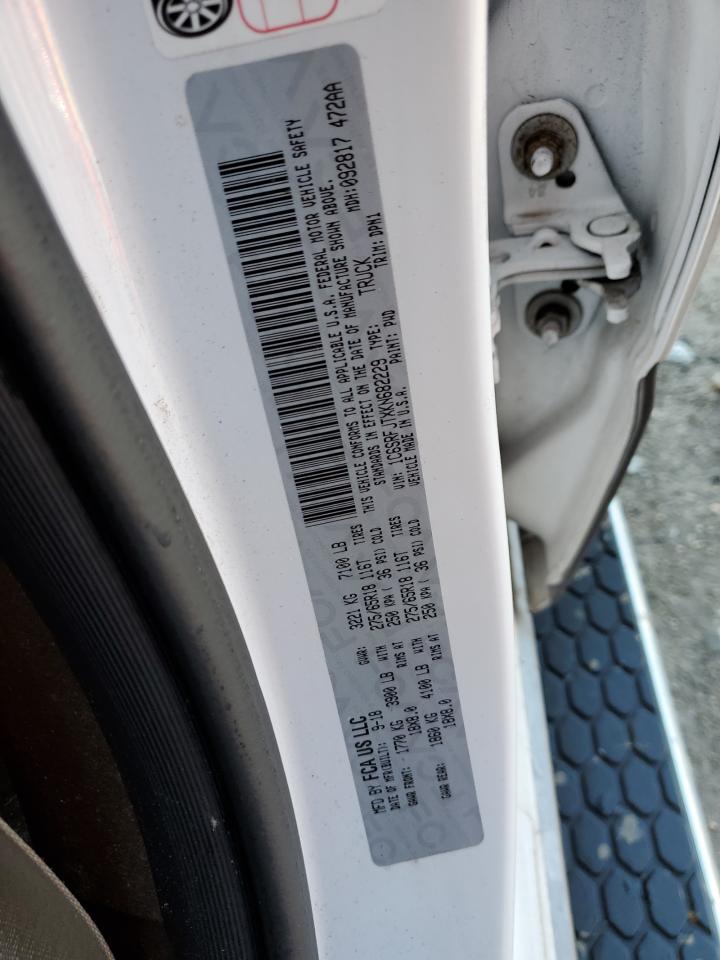 MFD BY FCA US LLC
DATE OF MFR(BUILT): 9-18 GVWR: 3221 KG 7100 LB
GAWR FRONT: 1770 KG 3900 LB WITH 275/65R18 116T TIRES
18X8.0 RIMS AT 250 KPA ( 36 PSI) COLD
GAWR REAR: 1860 KG 4100 LB WITH 275/65R18 116T TIRES
18X8.0 RIMS AT 250 KPA ( 36 PSI) COLD
THIS VEHICLE CONFORMS TO ALL APPLICABLE U.S.A. FEDERAL MOTOR VEHICLE SAFETY
STANDARDS IN EFFECT ON THE DATE OF MANUFACTURE SHOWN ABOVE.
VIN: 1C6SRFJTXKN682229 TYPE: TRUCK MDH:092817 472AA
VEHICLE MADE IN U.S.A. PAINT: PWD TRIM: DPM1